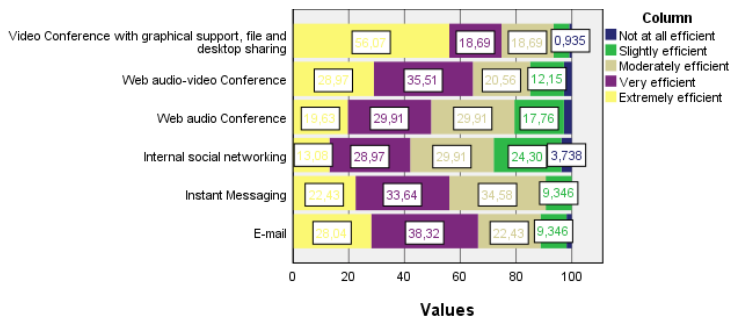 Column
Not at all efficient
Slightly efficient
Moderately efficient
Very efficient
Extremely efficient
Video Conference with graphical support, file and
desktop sharing
56,07 18,69 18,69 0,935
Web audio-video Conference
28,97 35,51 20,56 12,15
Web audio Conference
19,63 29,91 29,91 17,76
Internal social networking
13,08 28,97 29,91 24,30 3,738
Instant Messaging
22,43 33,64 34,58 9,346
E-mail
28,04 38,32 22,43 9,346
0 20 40 60 80 100
Values